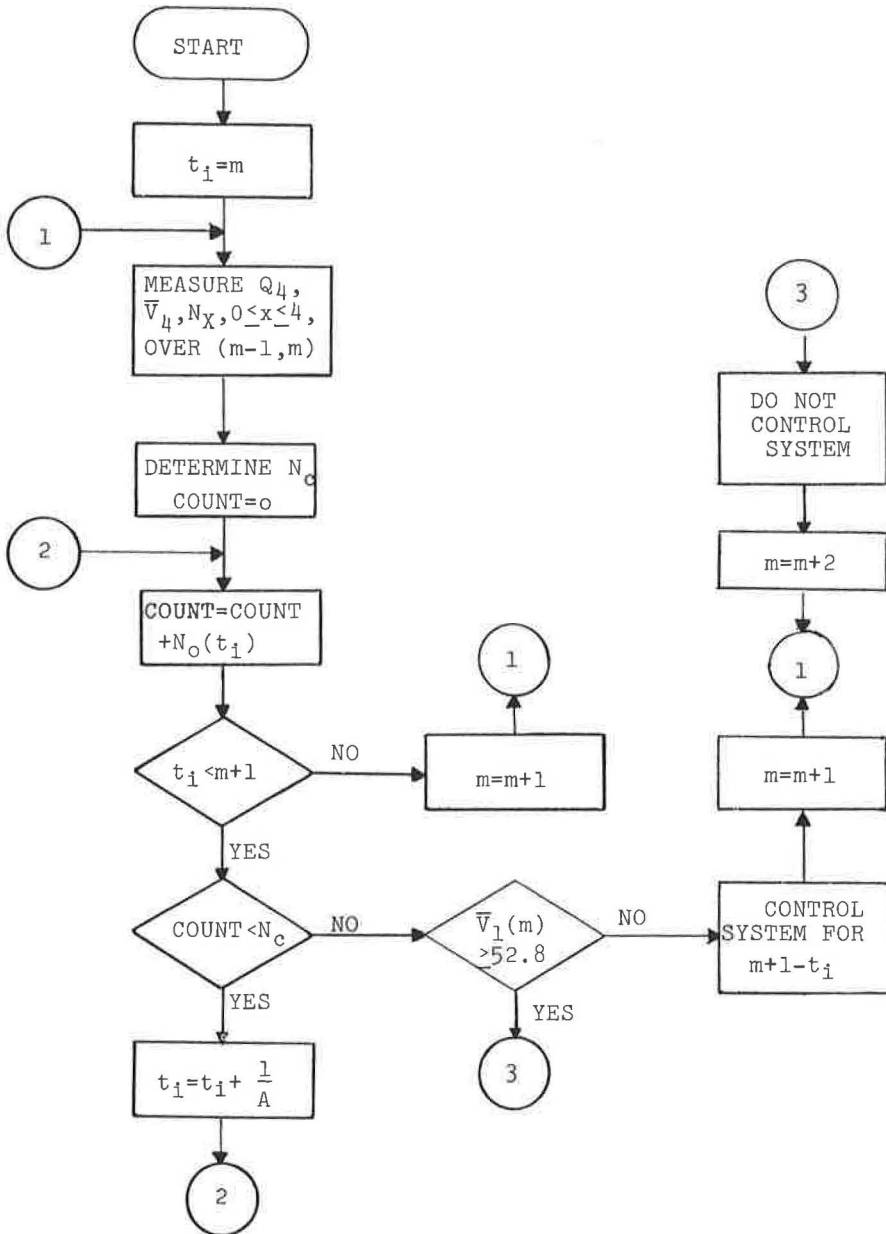 START
t_i=m
1
MEASURE Q_4,
V̅_4,N_X,0≤x≤4,
OVER (m-1,m)
DETERMINE N_c
COUNT=o
2
COUNT=COUNT
+N_o(t_i)
t_i<m+1
NO
m=m+1
1
YES
COUNT<N_c
NO
V̅_1(m)
≥52.8
NO
CONTROL
SYSTEM FOR
m+1-t_i
m=m+1
YES
3
YES
t_i=t_i+ 1/A
2
3
DO NOT
CONTROL
SYSTEM
m=m+2
1